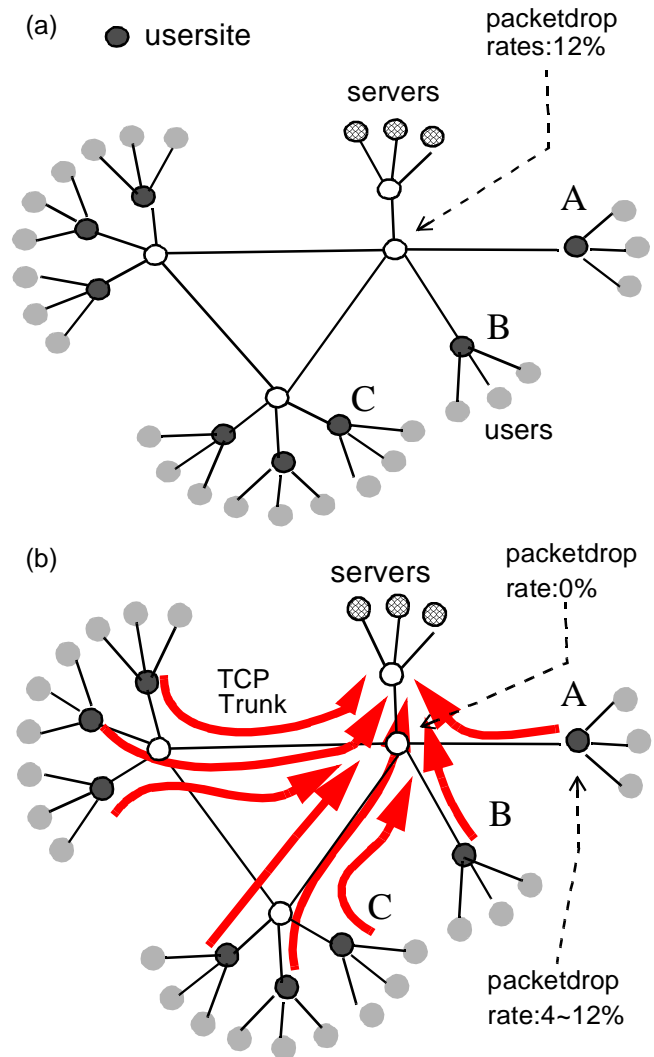 (a)
usersite
packetdrop
rates:12%
servers
A
B
C
users
(b)
packetdrop
rate:0%
servers
TCP
Trunk
A
B
C
packetdrop
rate:4~12%